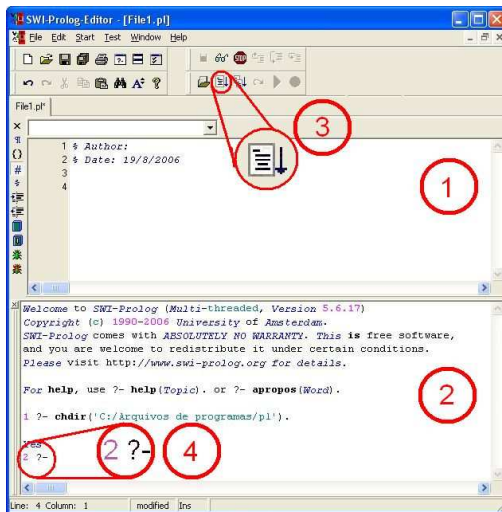 SWI-Prolog-Editor - [File1.pl]
File Edit Start Test Window Help
File1.pl*
3
1 % Author:
2 % Date: 19/8/2006
3
4
1
Welcome to SWI-Prolog (Multi-threaded, Version 5.6.17)
Copyright (c) 1990-2006 University of Amsterdam.
SWI-Prolog comes with ABSOLUTELY NO WARRANTY. This is free software,
and you are welcome to redistribute it under certain conditions.
Please visit http://www.swi-prolog.org for details.
For help, use ?- help(Topic). or ?- apropos(Word).
2
1 ?- chdir('C:/Arquivos de programas/pl').
Yes
2 ?-
2 ?-
4
Line: 4 Column: 1 modified Ins